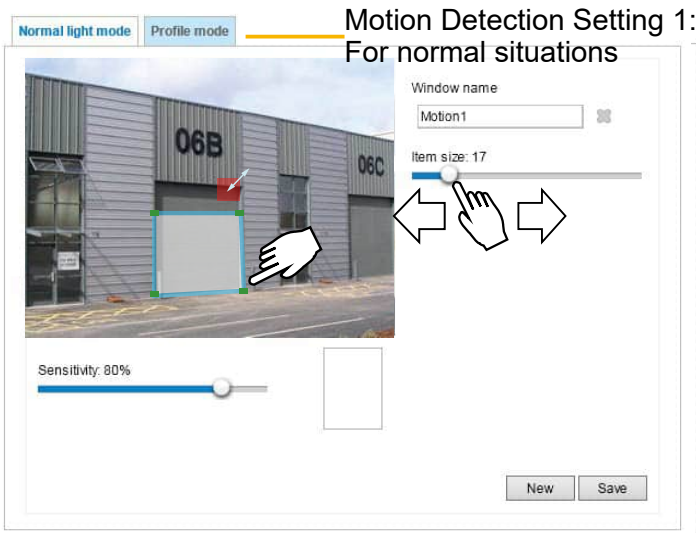 Motion Detection Setting 1:
For normal situations
Normal light mode
Profile mode
06B
06C
Window name
Motion1
Item size: 17
Sensitivity: 80%
New
Save